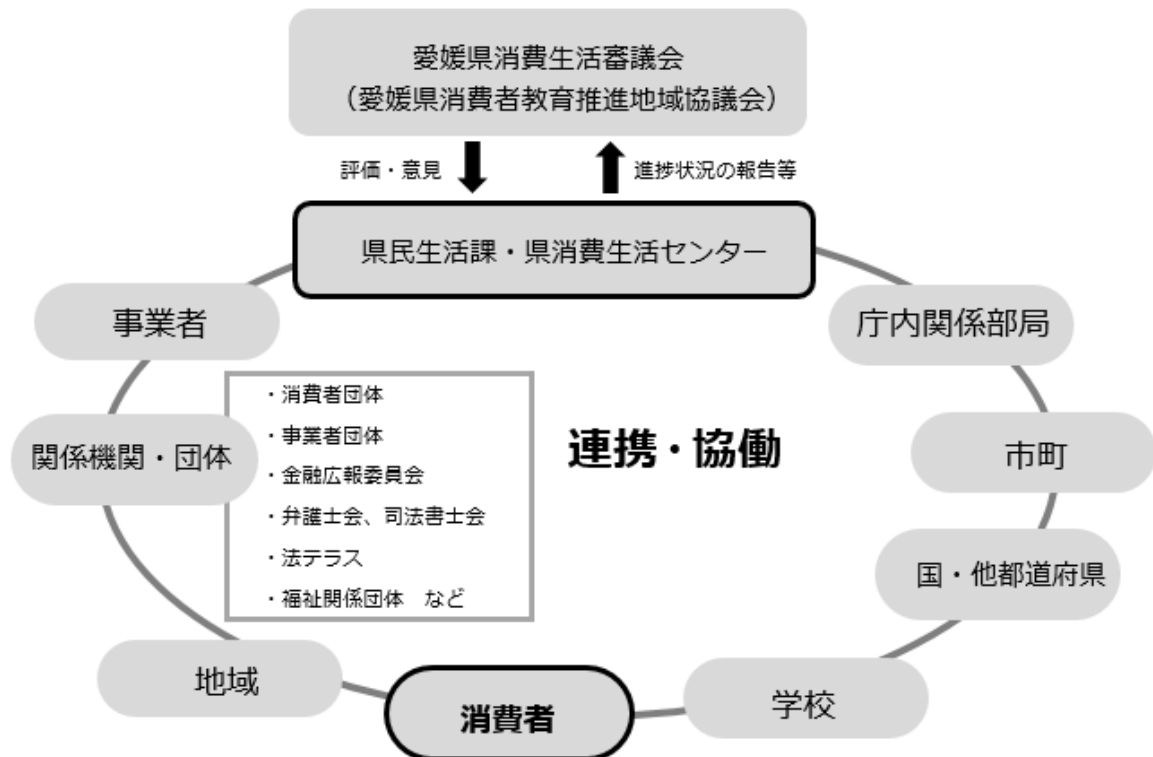 愛媛県消費生活審議会
（愛媛県消費者教育推進地域協議会）
評価・意見
進捗状況の報告等
県民生活課・県消費生活センター
事業者
庁内関係部局
関係機関・団体
・消費者団体
・事業者団体
・金融広報委員会
・弁護士会、司法書士会
・法テラス
・福祉関係団体　など
連携・協働
市町
国・他都道府県
地域
消費者
学校